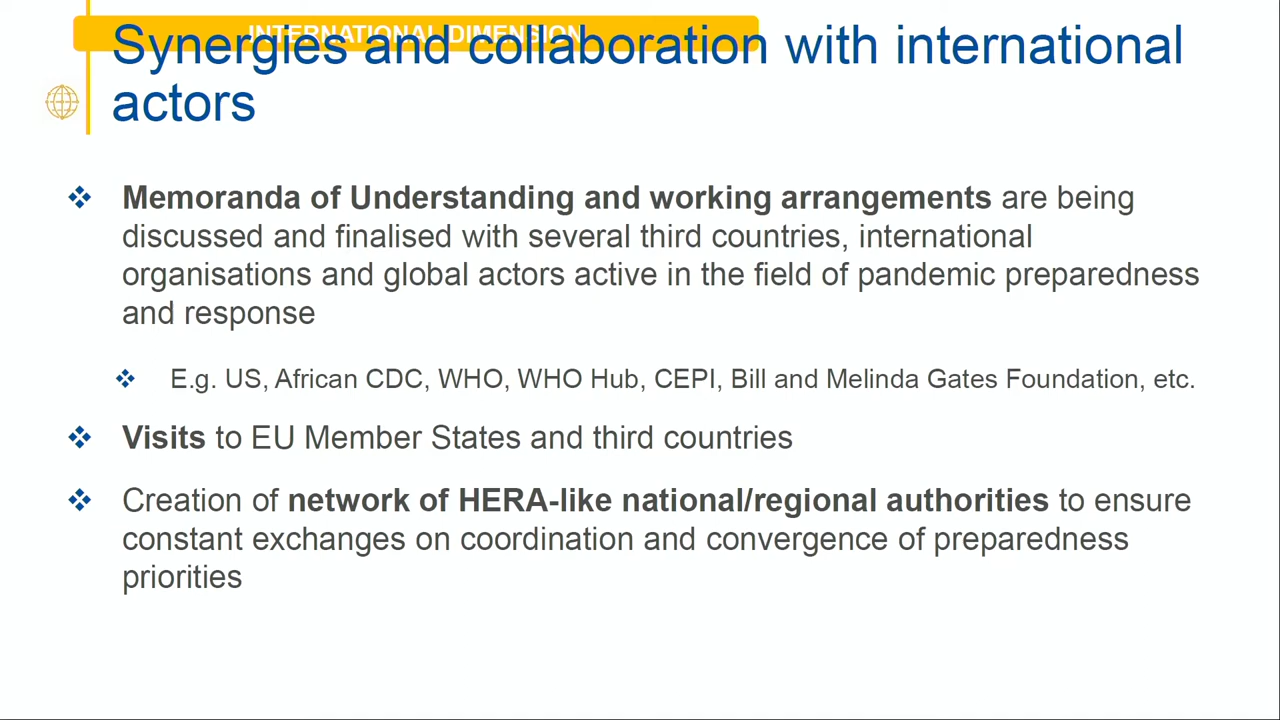 INTERNATIONAL DIMENSION
Synergies and collaboration with international
actors
❖ Memoranda of Understanding and working arrangements are being
discussed and finalised with several third countries, international
organisations and global actors active in the field of pandemic preparedness
and response
❖ E.g. US, African CDC, WHO, WHO Hub, CEPI, Bill and Melinda Gates Foundation, etc.
❖ Visits to EU Member States and third countries
❖ Creation of network of HERA-like national/regional authorities to ensure
constant exchanges on coordination and convergence of preparedness
priorities